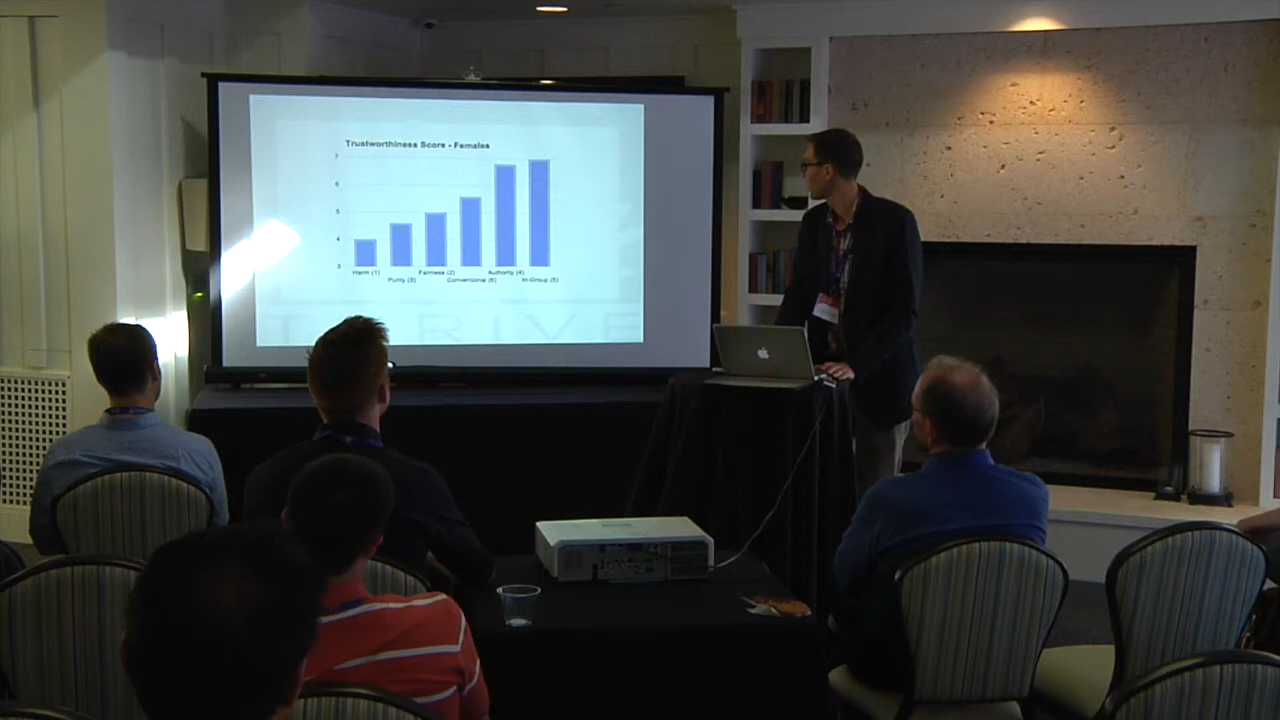 Trustworthiness Score - Females
7
6
5
4
3
Harm (1)
Purity (3)
Fairness (2)
Conventional (6)
Authority (4)
In-Group (5)
THRIVE